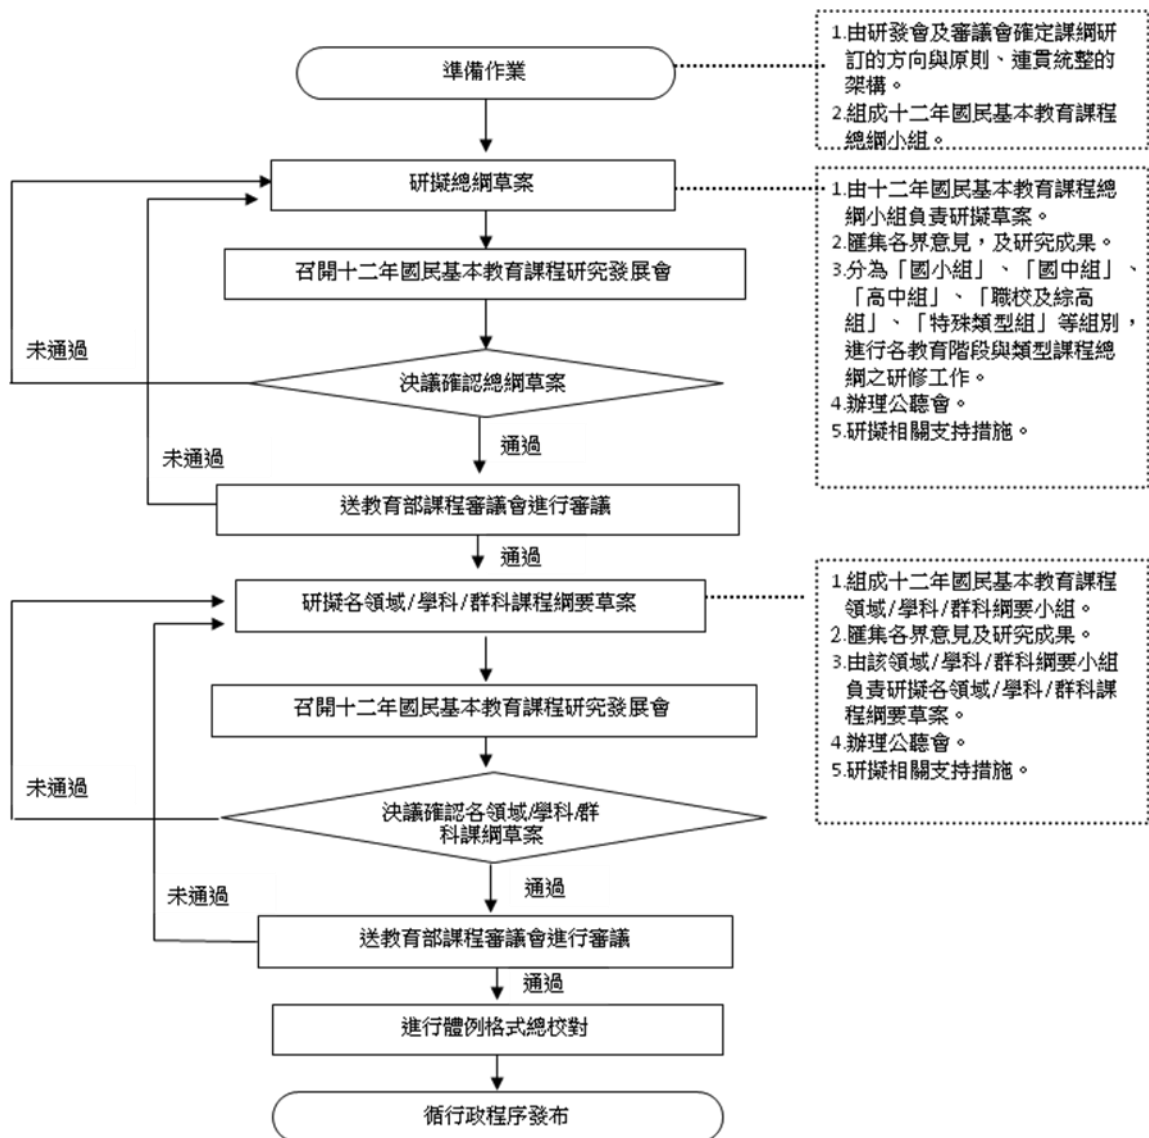 準備作業
1.由研發會及審議會確定課綱研
訂的方向與原則、連貫統整的
架構。
2.組成十二年國民基本教育課程
總綱小組。
研擬總綱草案
1.由十二年國民基本教育課程總
綱小組負責研擬草案。
2.匯集各界意見，及研究成果。
3.分為「國小組」、「國中組」、
「高中組」、「職校及綜高
組」、「特殊類型組」等組別，
進行各教育階段與類型課程總
綱之研修工作。
4.辦理公聽會。
5.研擬相關支持措施。
召開十二年國民基本教育課程研究發展會
未通過
決議確認總綱草案
通過
未通過
送教育部課程審議會進行審議
通過
研擬各領域/學科/群科課程綱要草案
1.組成十二年國民基本教育課程
領域/學科/群科綱要小組。
2.匯集各界意見及研究成果。
3.由該領域/學科/群科綱要小組
負責研擬各領域/學科/群科課
程綱要草案。
4.辦理公聽會。
5.研擬相關支持措施。
召開十二年國民基本教育課程研究發展會
未通過
決議確認各領域/學科/群
科課綱草案
通過
未通過
送教育部課程審議會進行審議
通過
進行體例格式總校對
循行政程序發布